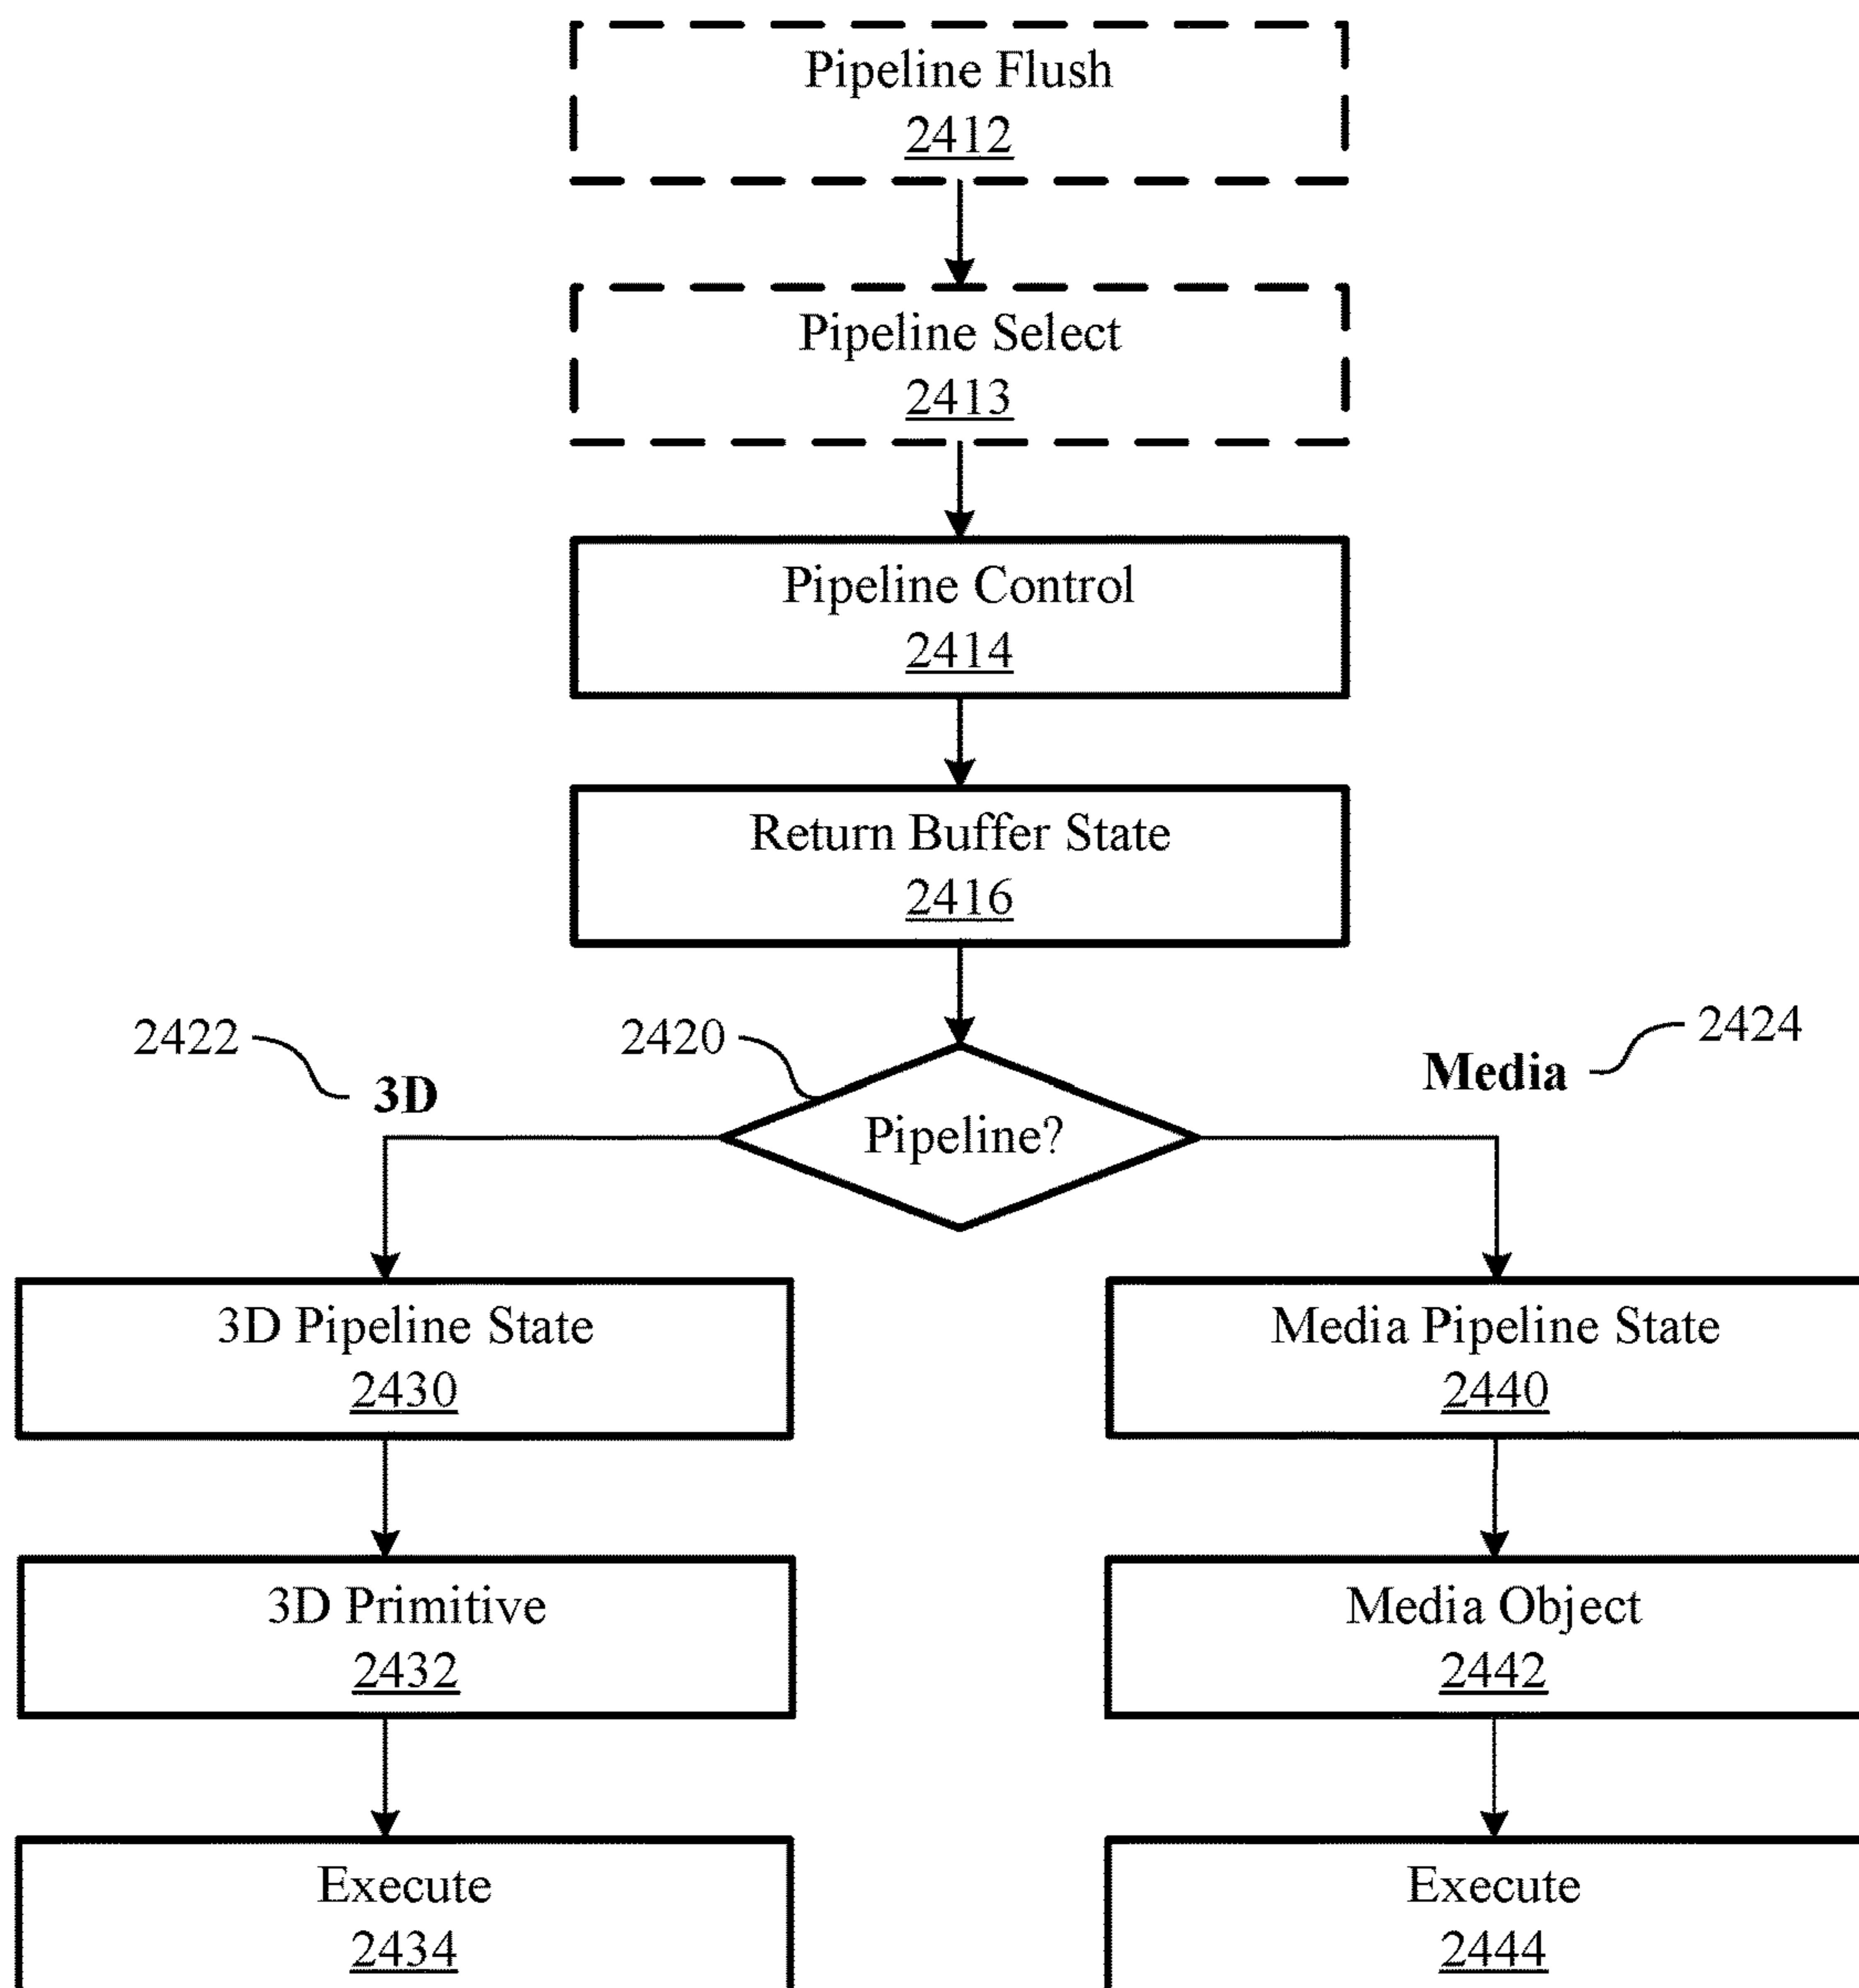 Pipeline Flush
2412
Pipeline Select
2413
Pipeline Control
2414
Return Buffer State
2416
2422
2420
2424
3D
Media
Pipeline?
3D Pipeline State
2430
Media Pipeline State
2440
3D Primitive
2432
Media Object
2442
Execute
2434
Execute
2444